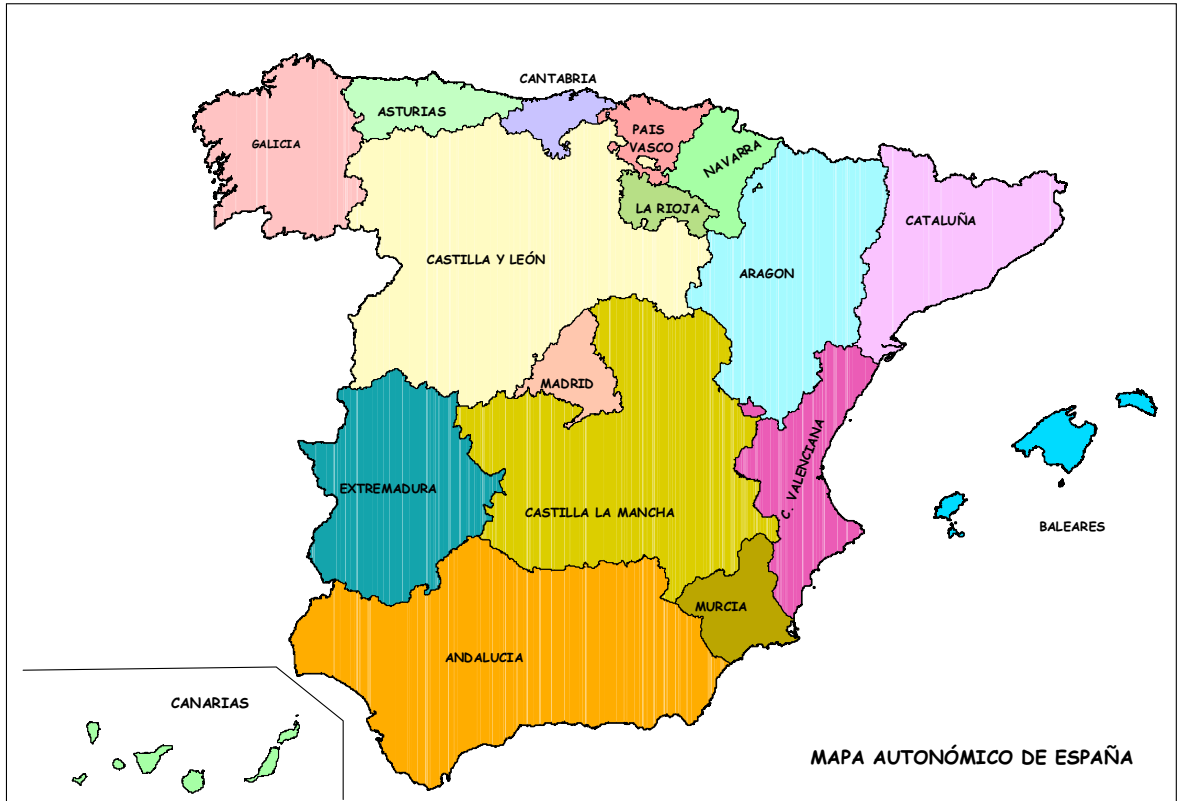 CANTABRIA
ASTURIAS
GALICIA
PAIS
VASCO
NAVARRA
LA RIOJA
CATALUÑA
CASTILLA Y LEÓN
ARAGON
MADRID
C. VALENCIANA
EXTREMADURA
CASTILLA LA MANCHA
BALEARES
MURCIA
ANDALUCIA
CANARIAS
MAPA AUTONÓMICO DE ESPAÑA